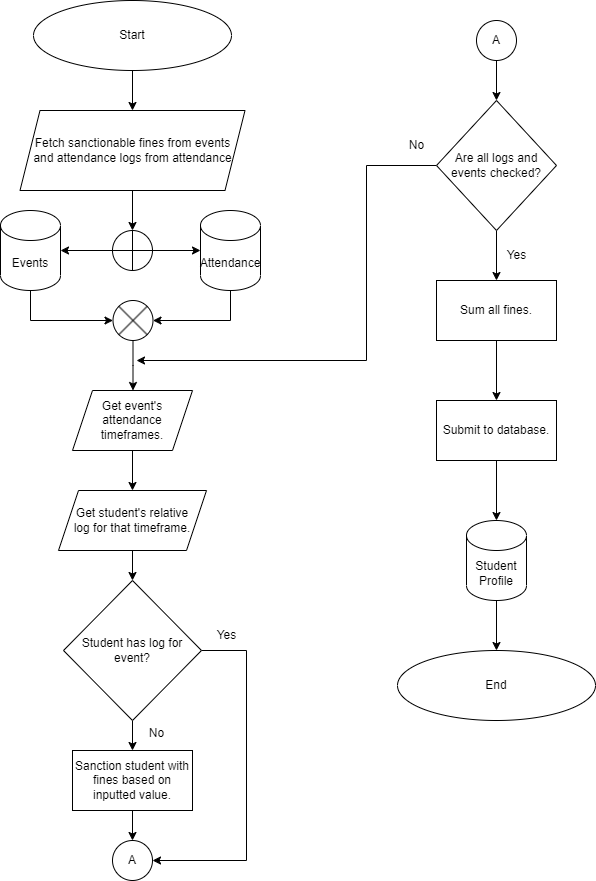 Start
Fetch sanctionable fines from events
and attendance logs from attendance
Events
Attendance
Get event's
attendance
timeframes.
Get student's relative
log for that timeframe.
Student has log for
event?
Yes
No
Sanction student with
fines based on
inputted value.
A
A
Are all logs and
events checked?
No
Yes
Sum all fines.
Submit to database.
Student
Profile
End